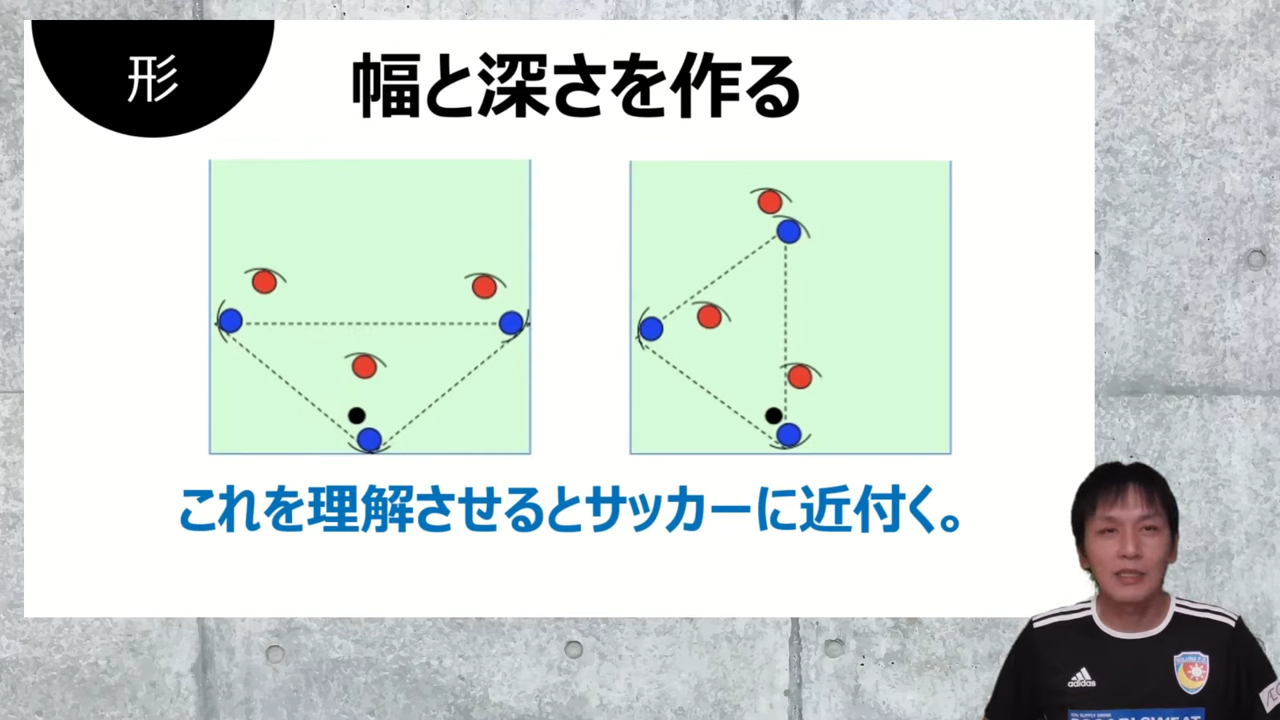 形
幅と深さを作る
これを理解させるとサッカーに近付く。
adidas